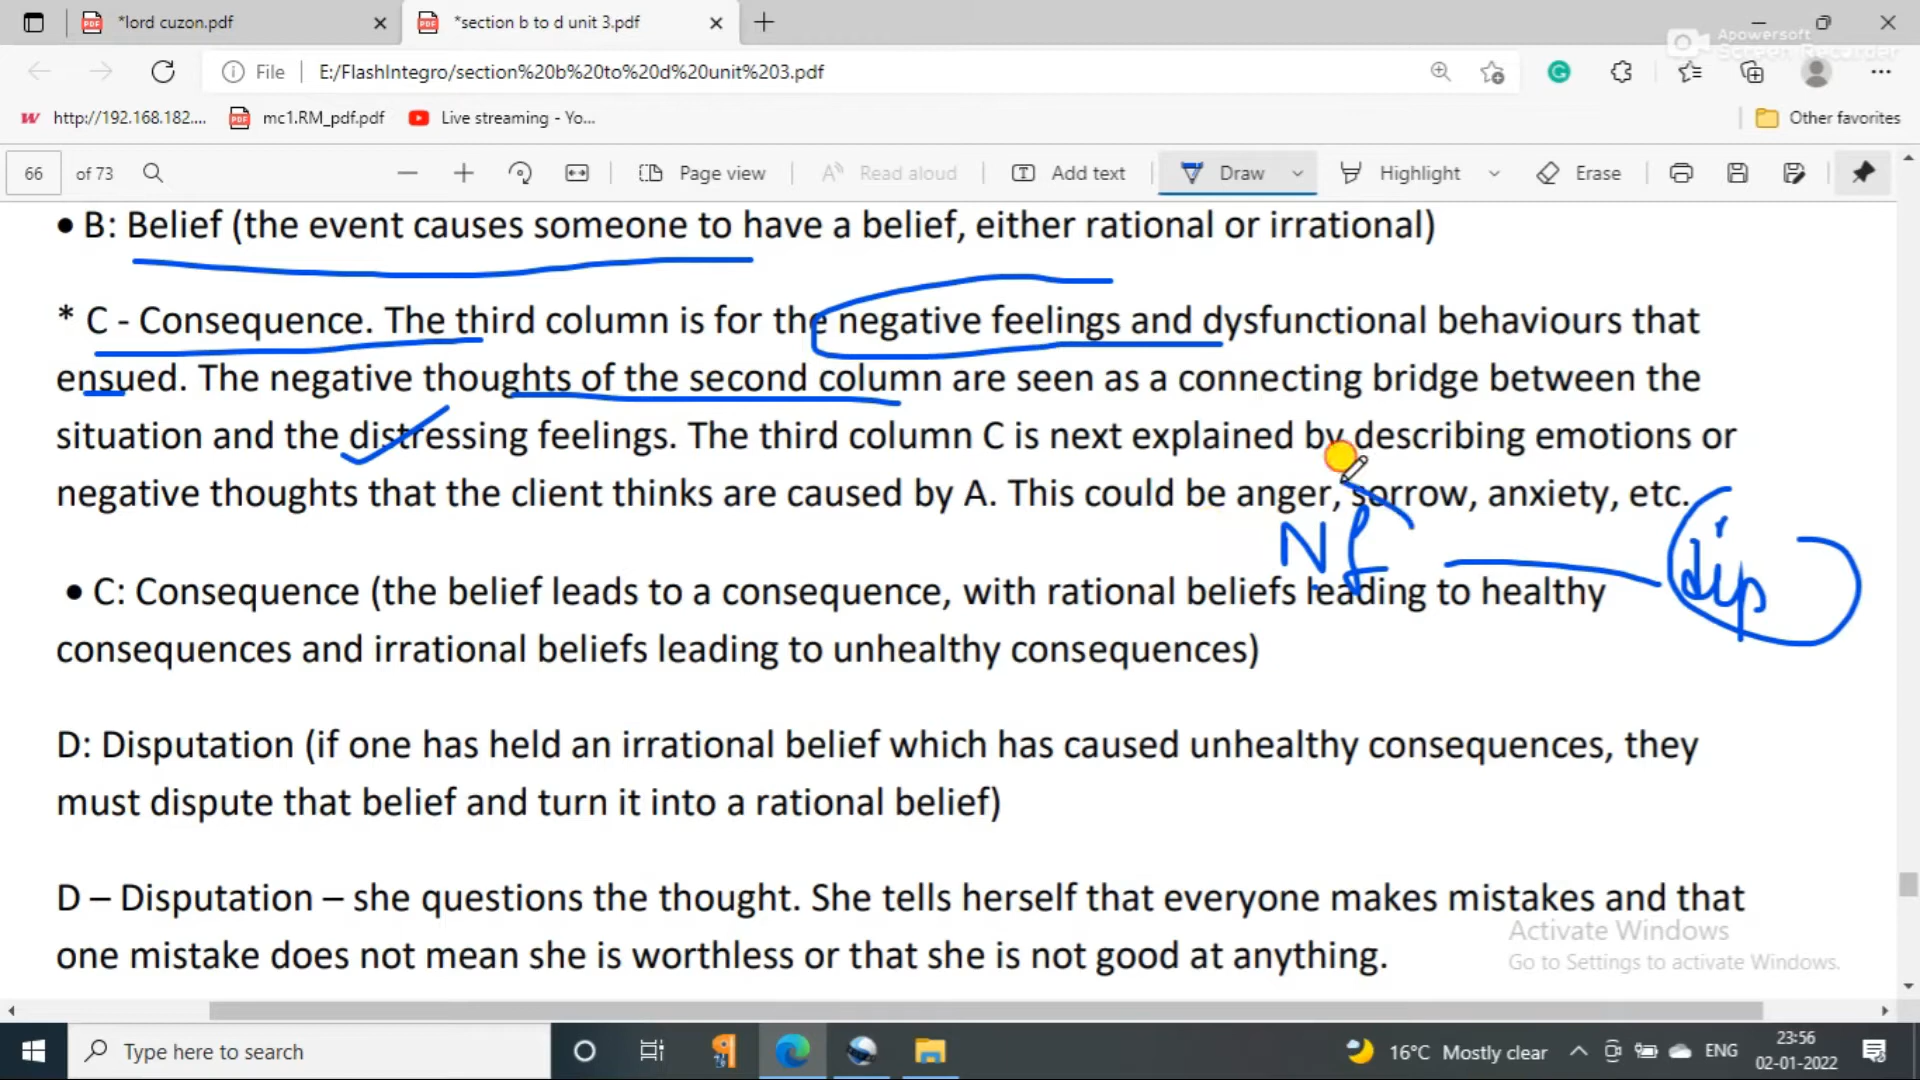 *lord cuzon.pdf
*section b to d unit 3.pdf
Apowersoft
Screen Recorder
File
E:/FlashIntegro/section%20b%20to%20d%20unit%203.pdf
http://192.168.182....
mc1.RM_pdf.pdf
Live streaming - Yo...
Other favorites
66 of 73
Page view
Read aloud
Add text
Draw
Highlight
Erase
• B: Belief (the event causes someone to have a belief, either rational or irrational)
* C - Consequence. The third column is for the negative feelings and dysfunctional behaviours that
ensued. The negative thoughts of the second column are seen as a connecting bridge between the
situation and the distressing feelings. The third column C is next explained by describing emotions or
negative thoughts that the client thinks are caused by A. This could be anger, sorrow, anxiety, etc.
Nf
dip
• C: Consequence (the belief leads to a consequence, with rational beliefs leading to healthy
consequences and irrational beliefs leading to unhealthy consequences)
D: Disputation (if one has held an irrational belief which has caused unhealthy consequences, they
must dispute that belief and turn it into a rational belief)
D – Disputation – she questions the thought. She tells herself that everyone makes mistakes and that
one mistake does not mean she is worthless or that she is not good at anything.
Activate Windows
Go to Settings to activate Windows.
Type here to search
16°C Mostly clear
ENG
23:56
02-01-2022